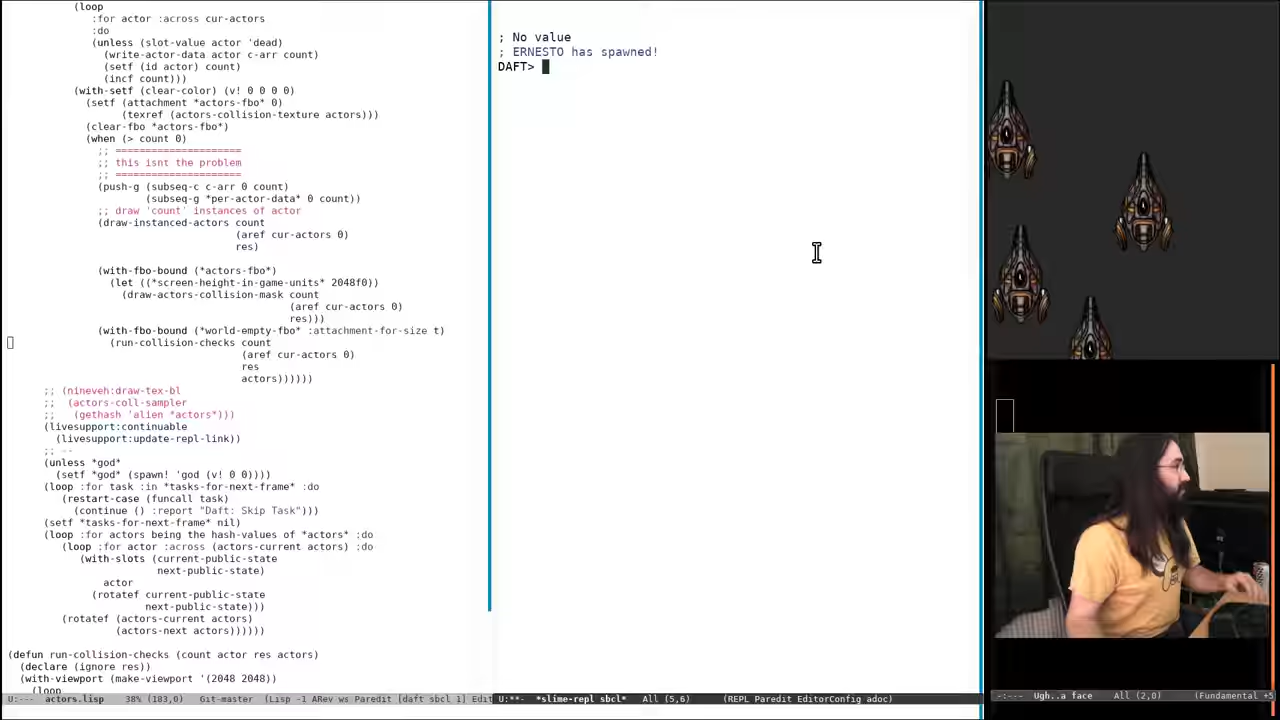 (loop
:for actor :across cur-actors
:do
(unless (slot-value actor 'dead)
(write-actor-data actor c-arr count)
(setf (id actor) count)
(incf count)))
(with-setf (clear-color) (v! 0 0 0 0)
(setf (attachment *actors-fbo* 0)
(texref (actors-collision-texture actors)))
(clear-fbo *actors-fbo*)
(when (> count 0)
;; =====================
;; this isnt the problem
;; =====================
(push-g (subseq-c c-arr 0 count)
(subseq-g *per-actor-data* 0 count))
;; draw 'count' instances of actor
(draw-instanced-actors count
(aref cur-actors 0)
res)
(with-fbo-bound (*actors-fbo*)
(let ((*screen-height-in-game-units* 2048f0))
(draw-actors-collision-mask count
(aref cur-actors 0)
res)))
(with-fbo-bound (*world-empty-fbo* :attachment-for-size t)
(run-collision-checks count
(aref cur-actors 0)
res
actors))))))
;; (nineveh:draw-tex-bl
;;  (actors-coll-sampler
;;   (gethash 'alien *actors*)))
(livesupport:continuable
(livesupport:update-repl-link))
;; --
(unless *god*
(setf *god* (spawn! 'god (v! 0 0))))
(loop :for task :in *tasks-for-next-frame* :do
(restart-case (funcall task)
(continue () :report "Daft: Skip Task")))
(setf *tasks-for-next-frame* nil)
(loop :for actors being the hash-values of *actors* :do
(loop :for actor :across (actors-current actors) :do
(with-slots (current-public-state
next-public-state)
actor
(rotatef current-public-state
next-public-state)))
(rotatef (actors-current actors)
(actors-next actors))))))
(defun run-collision-checks (count actor res actors)
(declare (ignore res))
(with-viewport (make-viewport '(2048 2048))
(loop
U:--- actors.lisp 38% (183,0) Git-master (Lisp -1 ARev ws Paredit [daft sbcl 1] Edit
; No value
; ERNESTO has spawned!
DAFT>
U:**- *slime-repl sbcl* All (5,6) (REPL Paredit EditorConfig adoc)
-:--- Ugh..a face All (2,0) (Fundamental +5